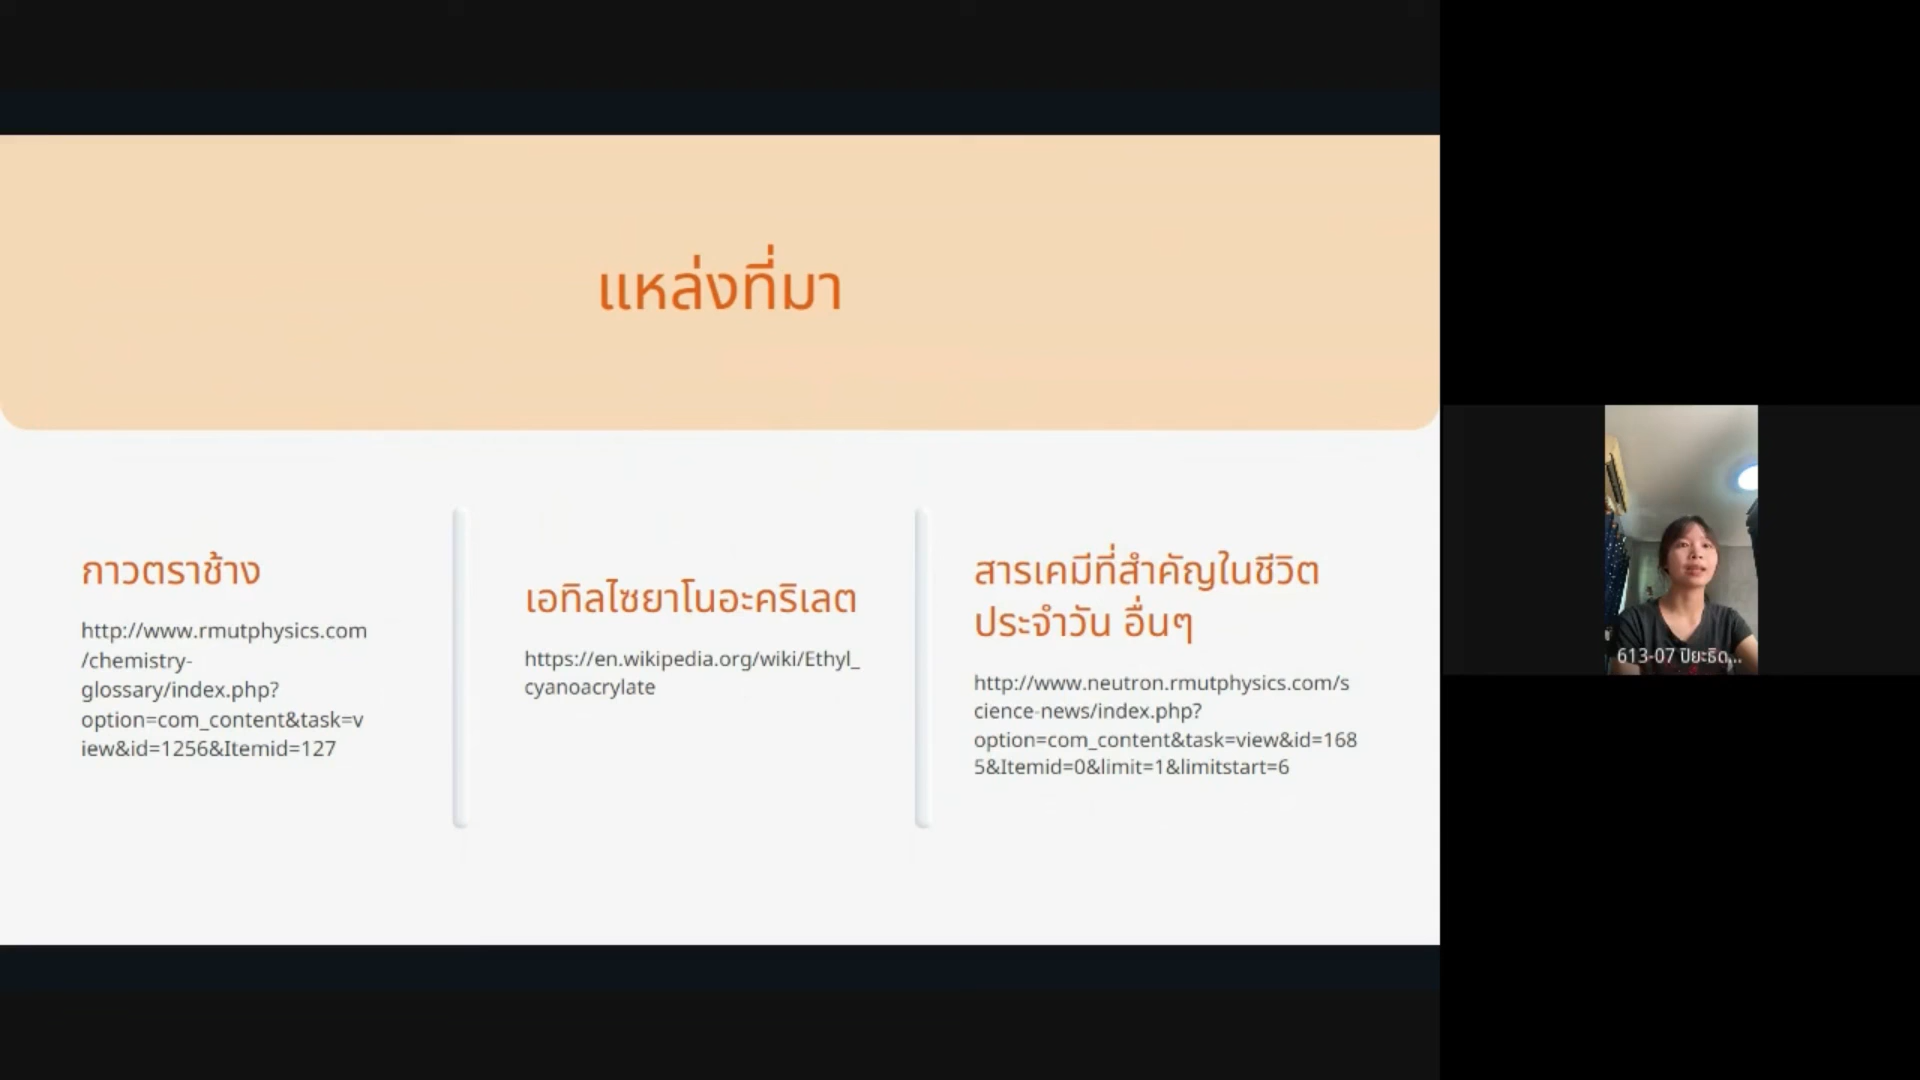 แหล่งที่มา
กาวตราช้าง
http://www.rmutphysics.com
/chemistry-
glossary/index.php?
option=com_content&task=v
iew&id=1256&Itemid=127
เอทิลไซยาโนอะคริเลต
https://en.wikipedia.org/wiki/Ethyl_
cyanoacrylate
สารเคมีที่สำคัญในชีวิต
ประจำวัน อื่นๆ
http://www.neutron.rmutphysics.com/s
cience-news/index.php?
option=com_content&task=view&id=168
5&Itemid=0&limit=1&limitstart=6
613-07 ปิยะธิด...